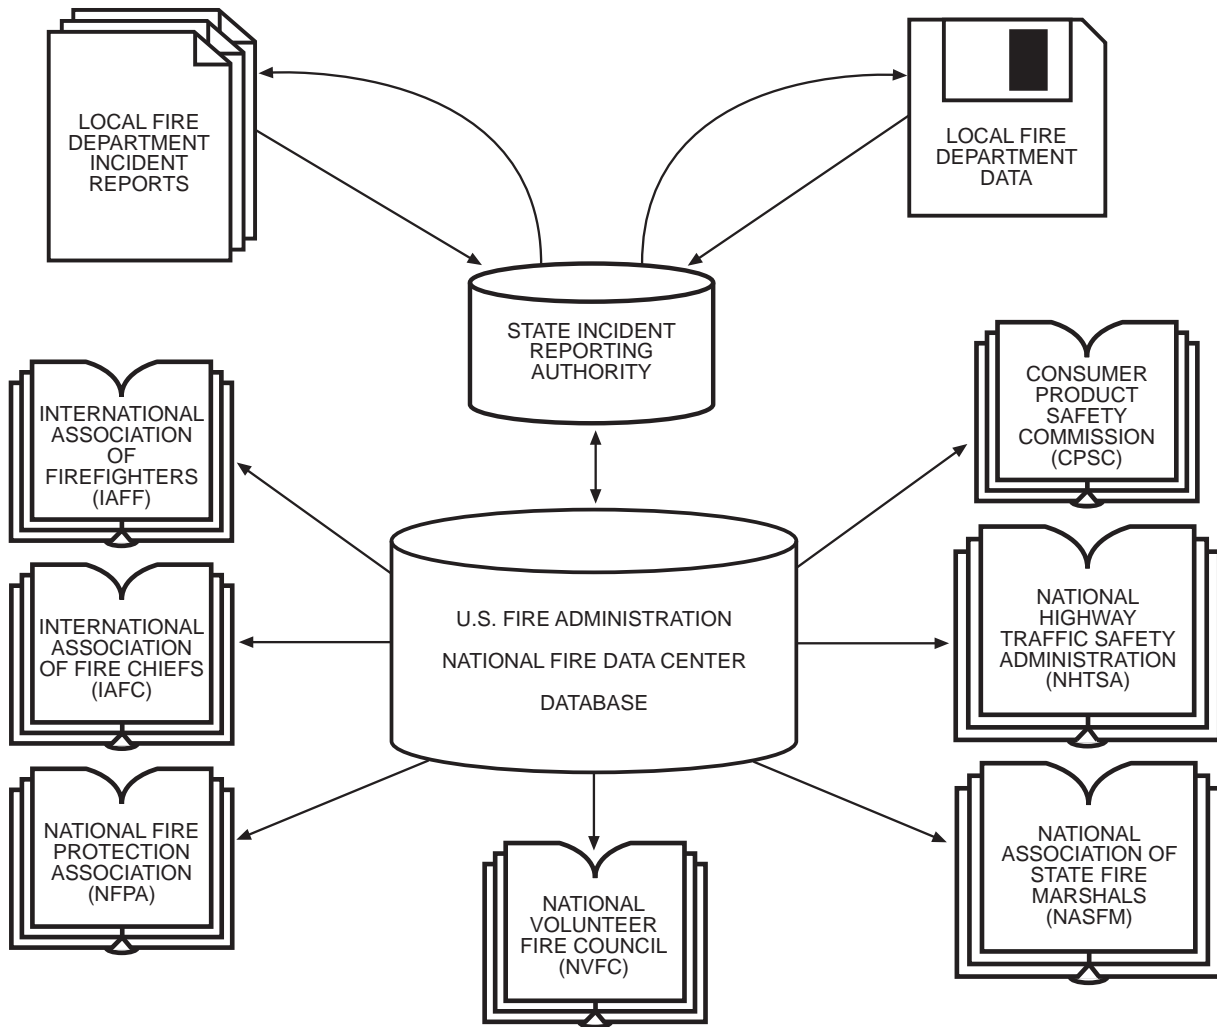 LOCAL FIRE
DEPARTMENT
INCIDENT
REPORTS
LOCAL FIRE
DEPARTMENT
DATA
STATE INCIDENT
REPORTING
AUTHORITY
INTERNATIONAL
ASSOCIATION
OF
FIREFIGHTERS
(IAFF)
CONSUMER
PRODUCT
SAFETY
COMMISSION
(CPSC)
INTERNATIONAL
ASSOCIATION
OF FIRE CHIEFS
(IAFC)
U.S. FIRE ADMINISTRATION
NATIONAL FIRE DATA CENTER
DATABASE
NATIONAL
HIGHWAY
TRAFFIC SAFETY
ADMINISTRATION
(NHTSA)
NATIONAL FIRE
PROTECTION
ASSOCIATION
(NFPA)
NATIONAL
VOLUNTEER
FIRE COUNCIL
(NVFC)
NATIONAL
ASSOCIATION OF
STATE FIRE
MARSHALS
(NASFM)